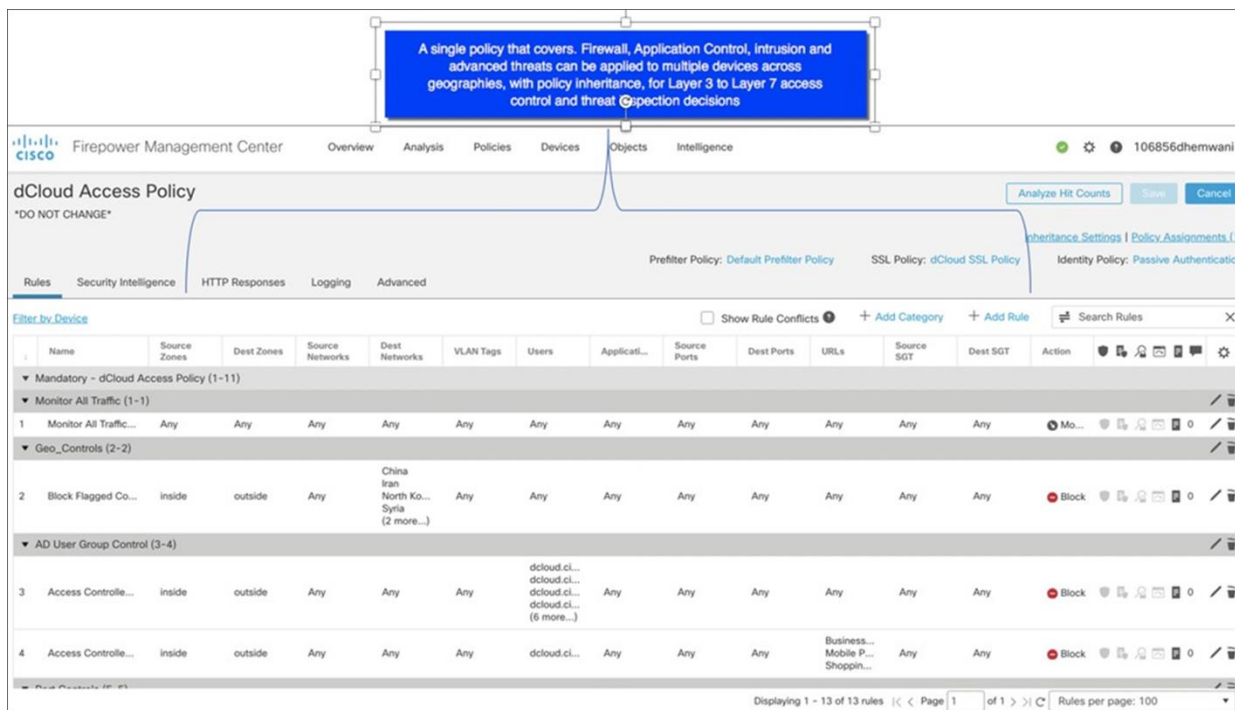 A single policy that covers. Firewall, Application Control, intrusion and
advanced threats can be applied to multiple devices across
geographies, with policy inheritance, for Layer 3 to Layer 7 access
control and threat inspection decisions
CISCO Firepower Management Center Overview Analysis Policies Devices Objects Intelligence 106856dhemwani
dCloud Access Policy Analyze Hit Counts Save Cancel
*DO NOT CHANGE*
Inheritance Settings | Policy Assignments (
Prefilter Policy: Default Prefilter Policy SSL Policy: dCloud SSL Policy Identity Policy: Passive Authenticatio
Rules Security Intelligence HTTP Responses Logging Advanced
Filter by Device Show Rule Conflicts + Add Category + Add Rule Search Rules
Name Source Zones Dest Zones Source Networks Dest Networks VLAN Tags Users Applicati... Source Ports Dest Ports URLs Source SGT Dest SGT Action
Mandatory - dCloud Access Policy (1-11)
Monitor All Traffic (1-1)
1 Monitor All Traffic... Any Any Any Any Any Any Any Any Any Any Any Any Mo... 0
Geo_Controls (2-2)
2 Block Flagged Co... inside outside Any China Iran North Ko... Syria (2 more...) Any Any Any Any Any Any Any Any Block 0
AD User Group Control (3-4)
3 Access Controlle... inside outside Any Any Any dcloud.ci... dcloud.ci... dcloud.ci... dcloud.ci... (6 more...) Any Any Any Any Any Any Block 0
4 Access Controlle... inside outside Any Any Any dcloud.ci... Any Any Any Business... Mobile P... Shoppin... Any Any Block 0
Displaying 1 - 13 of 13 rules |< < Page 1 of 1 > >| C Rules per page: 100